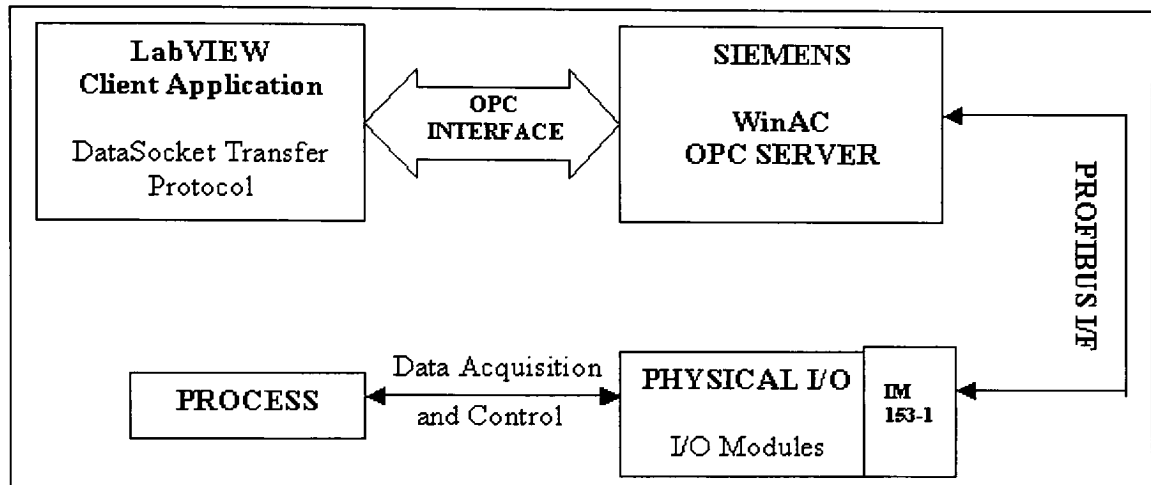 LabVIEW
Client Application
DataSocket Transfer
Protocol
OPC
INTERFACE
SIEMENS
WinAC
OPC SERVER
PROFIBUS I/F
PROCESS
Data Acquisition
and Control
PHYSICAL I/O
I/O Modules
IM
153-1